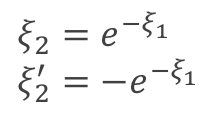 ξ₂ = e^{-ξ₁}
ξ₂′ = −e^{-ξ₁}